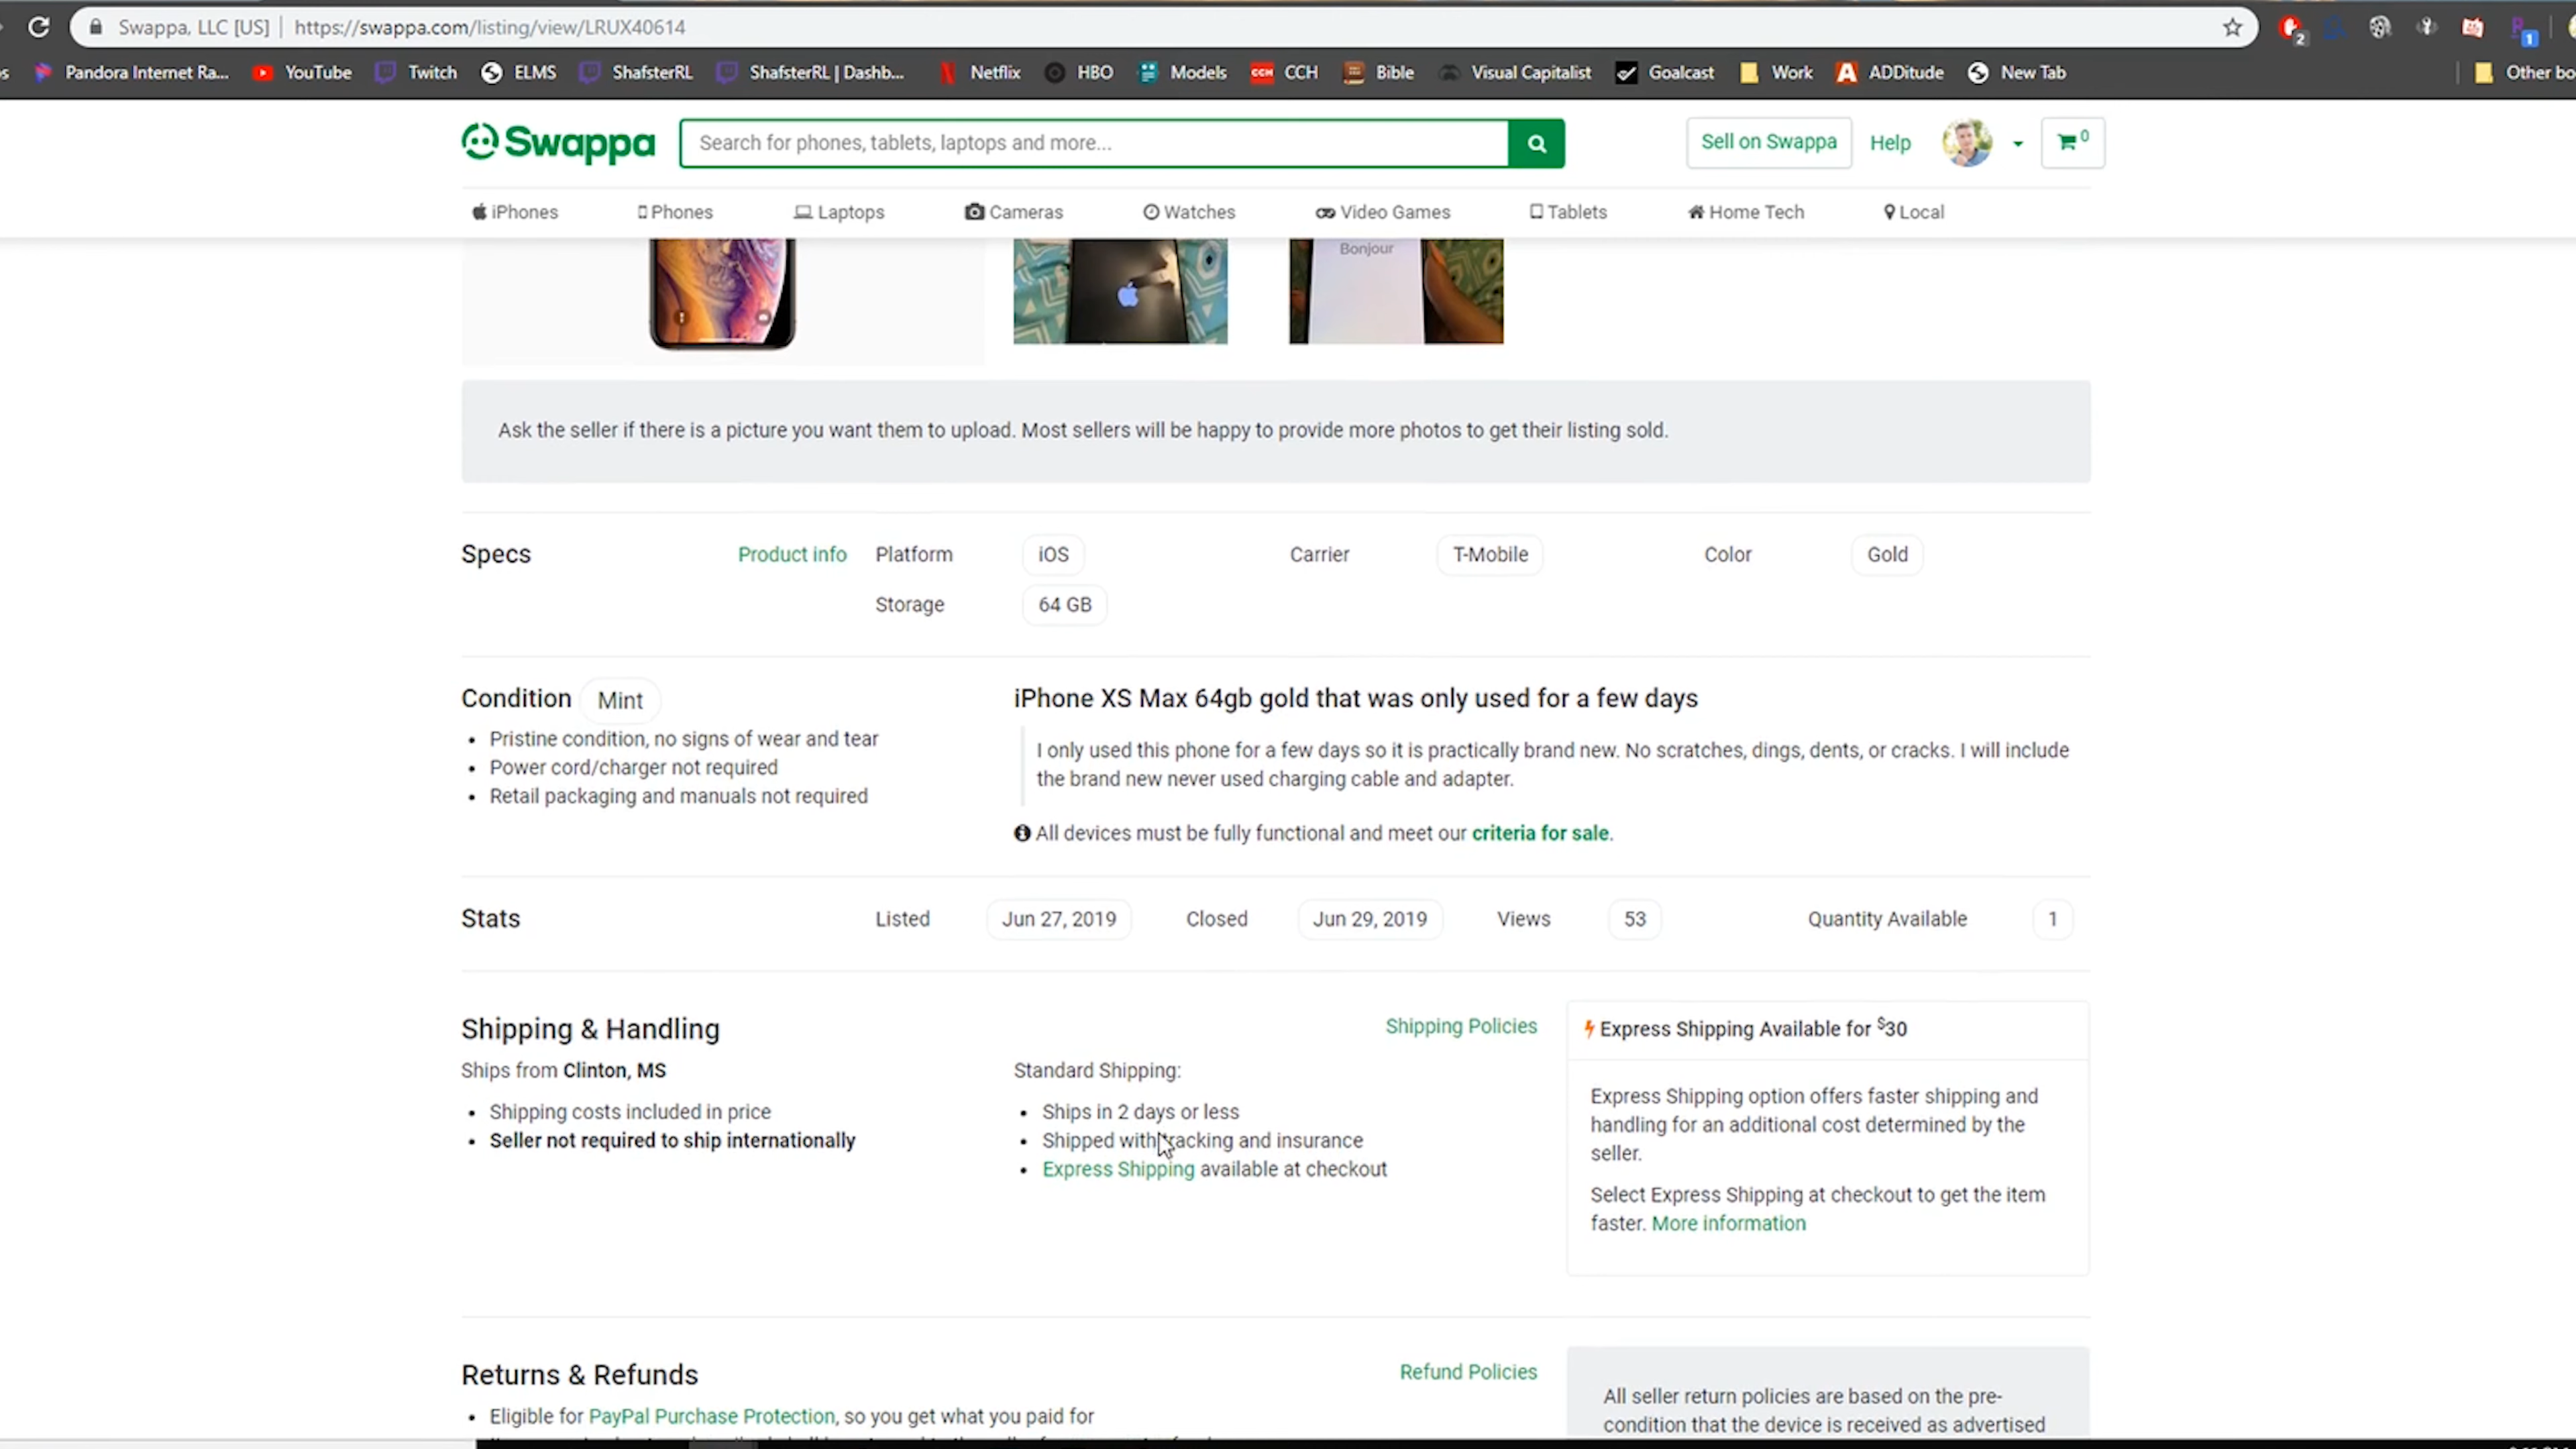 Swappa, LLC [US] | https://swappa.com/listing/view/LRUX40614
2
1
Pandora Internet Ra... YouTube Twitch ELMS ShafsterRL ShafsterRL | Dashb... Netflix HBO Models CCH Bible Visual Capitalist Goalcast Work ADDitude New Tab Other bo
Swappa Search for phones, tablets, laptops and more... Sell on Swappa Help 0
iPhones Phones Laptops Cameras Watches Video Games Tablets Home Tech Local
Bonjour
Ask the seller if there is a picture you want them to upload. Most sellers will be happy to provide more photos to get their listing sold.
Specs Product info Platform iOS Carrier T-Mobile Color Gold
Storage 64 GB
Condition Mint
• Pristine condition, no signs of wear and tear
• Power cord/charger not required
• Retail packaging and manuals not required
iPhone XS Max 64gb gold that was only used for a few days
I only used this phone for a few days so it is practically brand new. No scratches, dings, dents, or cracks. I will include
the brand new never used charging cable and adapter.
All devices must be fully functional and meet our criteria for sale.
Stats Listed Jun 27, 2019 Closed Jun 29, 2019 Views 53 Quantity Available 1
Shipping & Handling Shipping Policies
Ships from Clinton, MS
• Shipping costs included in price
• Seller not required to ship internationally
Standard Shipping:
• Ships in 2 days or less
• Shipped with tracking and insurance
• Express Shipping available at checkout
Express Shipping Available for $30
Express Shipping option offers faster shipping and
handling for an additional cost determined by the
seller.
Select Express Shipping at checkout to get the item
faster. More information
Returns & Refunds Refund Policies
• Eligible for PayPal Purchase Protection, so you get what you paid for
All seller return policies are based on the pre-
condition that the device is received as advertised